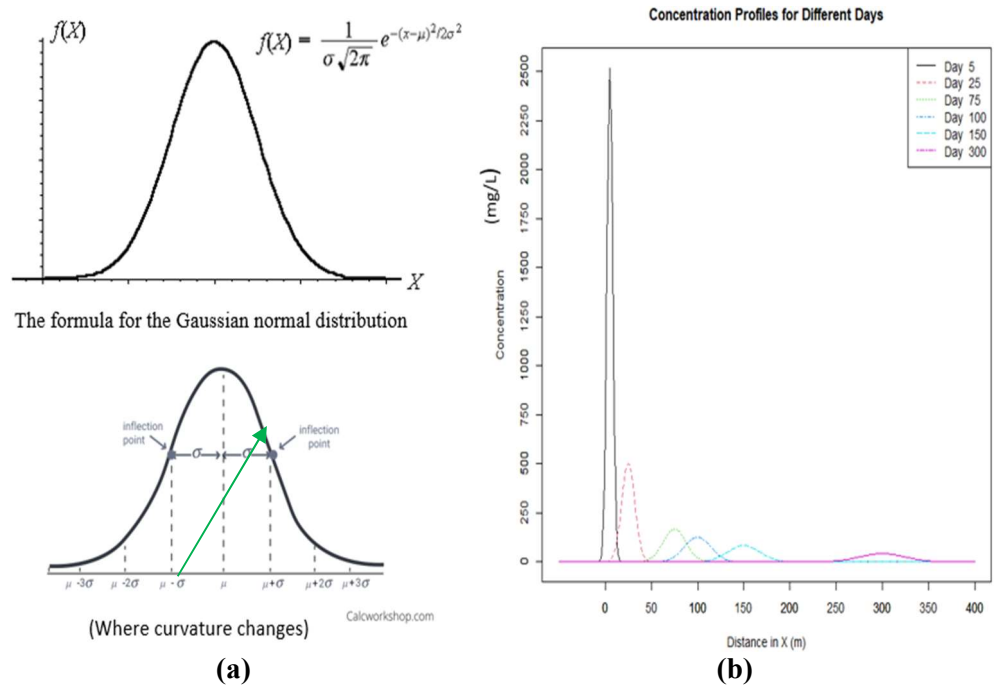 f(X)
f(X) = 1/(σ√2π) e^-(x-μ)²/2σ²
X
The formula for the Gaussian normal distribution
inflection
point
σ
σ
inflection
point
μ -3σ
μ -2σ
μ - σ
μ
μ+σ
μ+2σ
μ+3σ
Calcworkshop.com
(Where curvature changes)
(a)
Concentration Profiles for Different Days
Day 5
Day 25
Day 75
Day 100
Day 150
Day 300
Concentration
(mg/L)
2500
2250
2000
1750
1500
1250
1000
750
500
250
0
0
50
100
150
200
250
300
350
400
Distance in X (m)
(b)